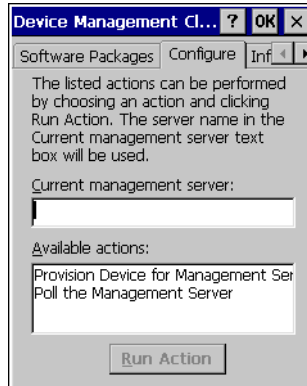 Device Management Cl... ? OK ×
Software Packages Configure Inf
The listed actions can be performed
by choosing an action and clicking
Run Action. The server name in the
Current management server text
box will be used.
Current management server:
Available actions:
Provision Device for Management Ser
Poll the Management Server
Run Action